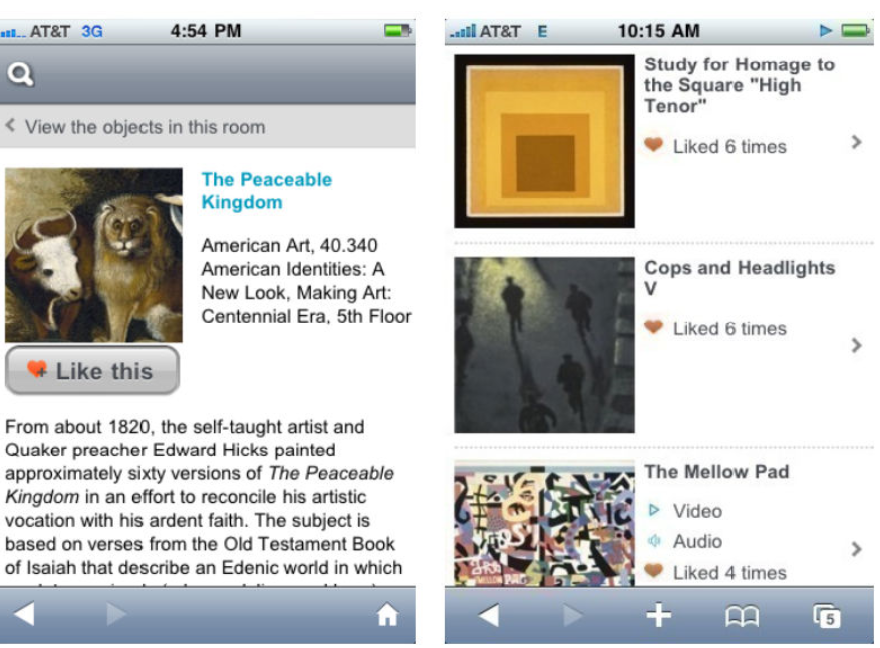 AT&T 3G 4:54 PM
View the objects in this room
The Peaceable
Kingdom
American Art, 40.340
American Identities: A
New Look, Making Art:
Centennial Era, 5th Floor
Like this
From about 1820, the self-taught artist and
Quaker preacher Edward Hicks painted
approximately sixty versions of The Peaceable
Kingdom in an effort to reconcile his artistic
vocation with his ardent faith. The subject is
based on verses from the Old Testament Book
of Isaiah that describe an Edenic world in which
AT&T E 10:15 AM
Study for Homage to
the Square "High
Tenor"
Liked 6 times
Cops and Headlights
V
Liked 6 times
The Mellow Pad
Video
Audio
Liked 4 times
5